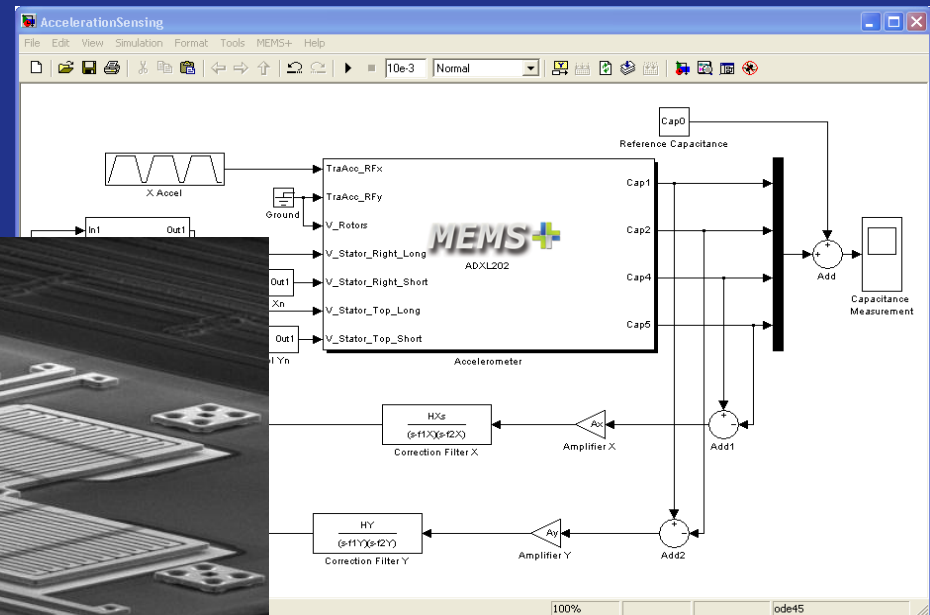 AccelerationSensing
File Edit View Simulation Format Tools MEMS+ Help
10e-3 Normal
Cap0
Reference Capacitance
X Accel
TraAcc_RFx
Cap1
Ground
TraAcc_RFy
V_Rotors
Cap2
In1 Out1
MEMS+
ADXL202
Add
V_Stator_Right_Long
Cap4
Out1
V_Stator_Right_Short
Xn
Capacitance
Measurement
V_Stator_Top_Long
Cap5
Out1
V_Stator_Top_Short
l Yn
Accelerometer
HXs
(s-f1X)(s-f2X)
Correction Filter X
Ax
Amplifier X
Add1
HY
(s-f1Y)(s-f2Y)
Correction Filter Y
Ay
Amplifier Y
Add2
100% ode45